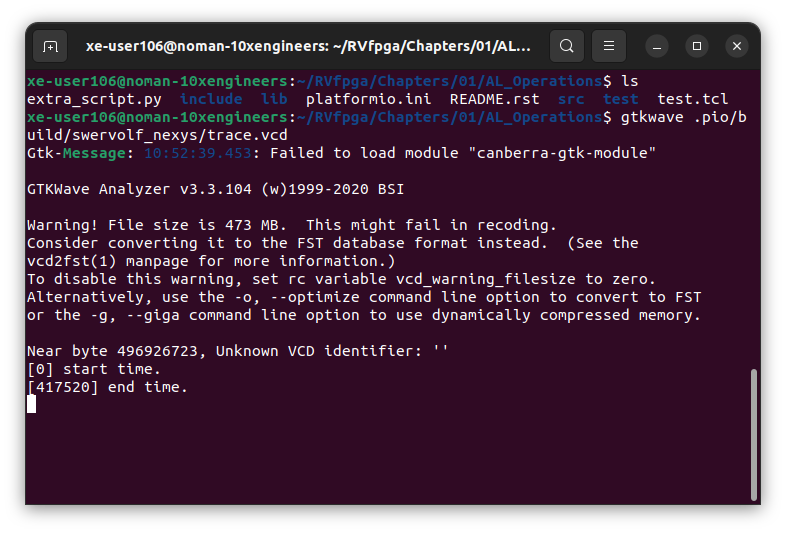 xe-user106@noman-10xengineers: ~/RVfpga/Chapters/01/AL...
xe-user106@noman-10xengineers:~/RVfpga/Chapters/01/AL_Operations$ ls
extra_script.py  include  lib  platformio.ini  README.rst  src  test  test.tcl
xe-user106@noman-10xengineers:~/RVfpga/Chapters/01/AL_Operations$ gtkwave .pio/b
uild/swervolf_nexys/trace.vcd
Gtk-Message: 10:52:39.453: Failed to load module "canberra-gtk-module"
GTKWave Analyzer v3.3.104 (w)1999-2020 BSI
Warning! File size is 473 MB.  This might fail in recoding.
Consider converting it to the FST database format instead.  (See the
vcd2fst(1) manpage for more information.)
To disable this warning, set rc variable vcd_warning_filesize to zero.
Alternatively, use the -o, --optimize command line option to convert to FST
or the -g, --giga command line option to use dynamically compressed memory.
Near byte 496926723, Unknown VCD identifier: ''
[0] start time.
[417520] end time.